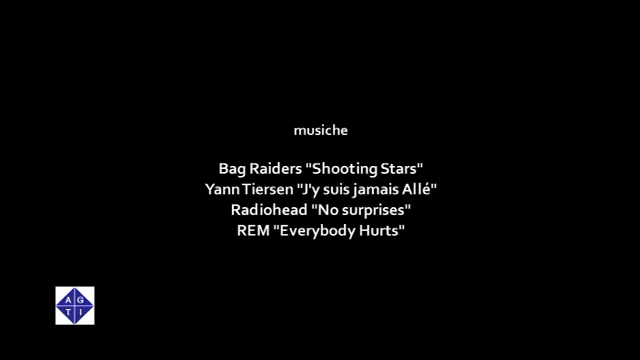 musiche
Bag Raiders "Shooting Stars"
Yann Tiersen "J'y suis jamais Allé"
Radiohead "No surprises"
REM "Everybody Hurts"
A G
T I